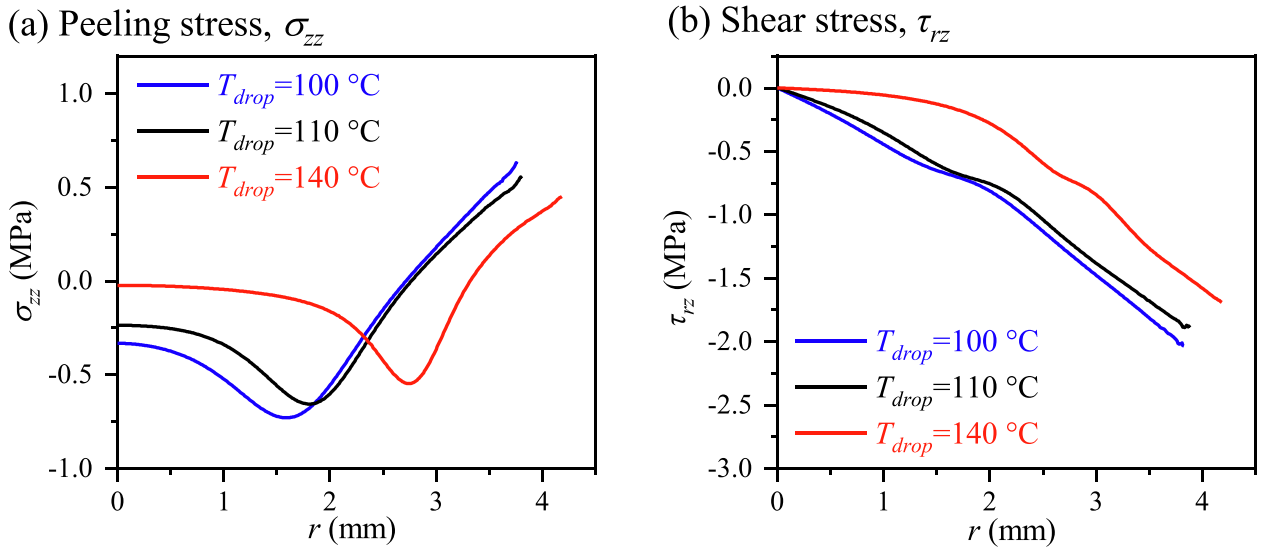 (a) Peeling stress, σzz
1.0
0.5
0.0
-0.5
-1.0
σzz (MPa)
Tdrop=100 °C
Tdrop=110 °C
Tdrop=140 °C
0 1 2 3 4
r (mm)
(b) Shear stress, τrz
0.0
-0.5
-1.0
-1.5
-2.0
-2.5
-3.0
τrz (MPa)
Tdrop=100 °C
Tdrop=110 °C
Tdrop=140 °C
0 1 2 3 4
r (mm)